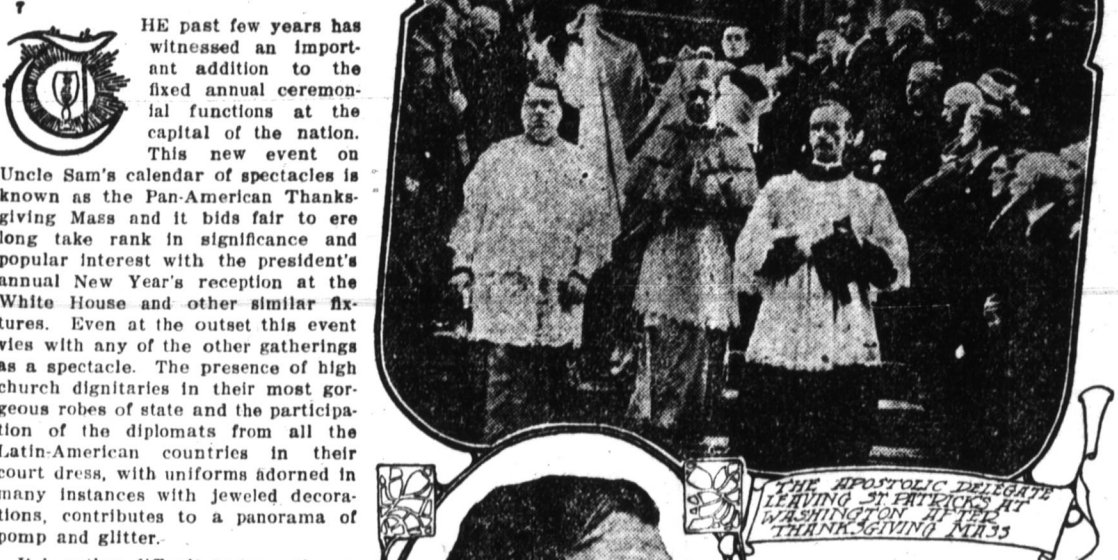 THE past few years has
witnessed an import-
ant addition to the
fixed annual ceremon-
ial functions at the
capital of the nation.
This new event on
Uncle Sam's calendar of spectacles is
known as the Pan-American Thanks-
giving Mass and it bids fair to ere
long take rank in significance and
popular interest with the president's
annual New Year's reception at the
White House and other similar fix-
tures. Even at the outset this event
vies with any of the other gatherings
as a spectacle. The presence of high
church dignitaries in their most gor-
geous robes of state and the participa-
tion of the diplomats from all the
Latin-American countries in their
court dress, with uniforms adorned in
many instances with jeweled decora-
tions, contributes to a panorama of
pomp and glitter.
THE APOSTOLIC DELEGATE
LEAVING ST. PATRICK'S AT
WASHINGTON AFTER
THANKSGIVING MASS